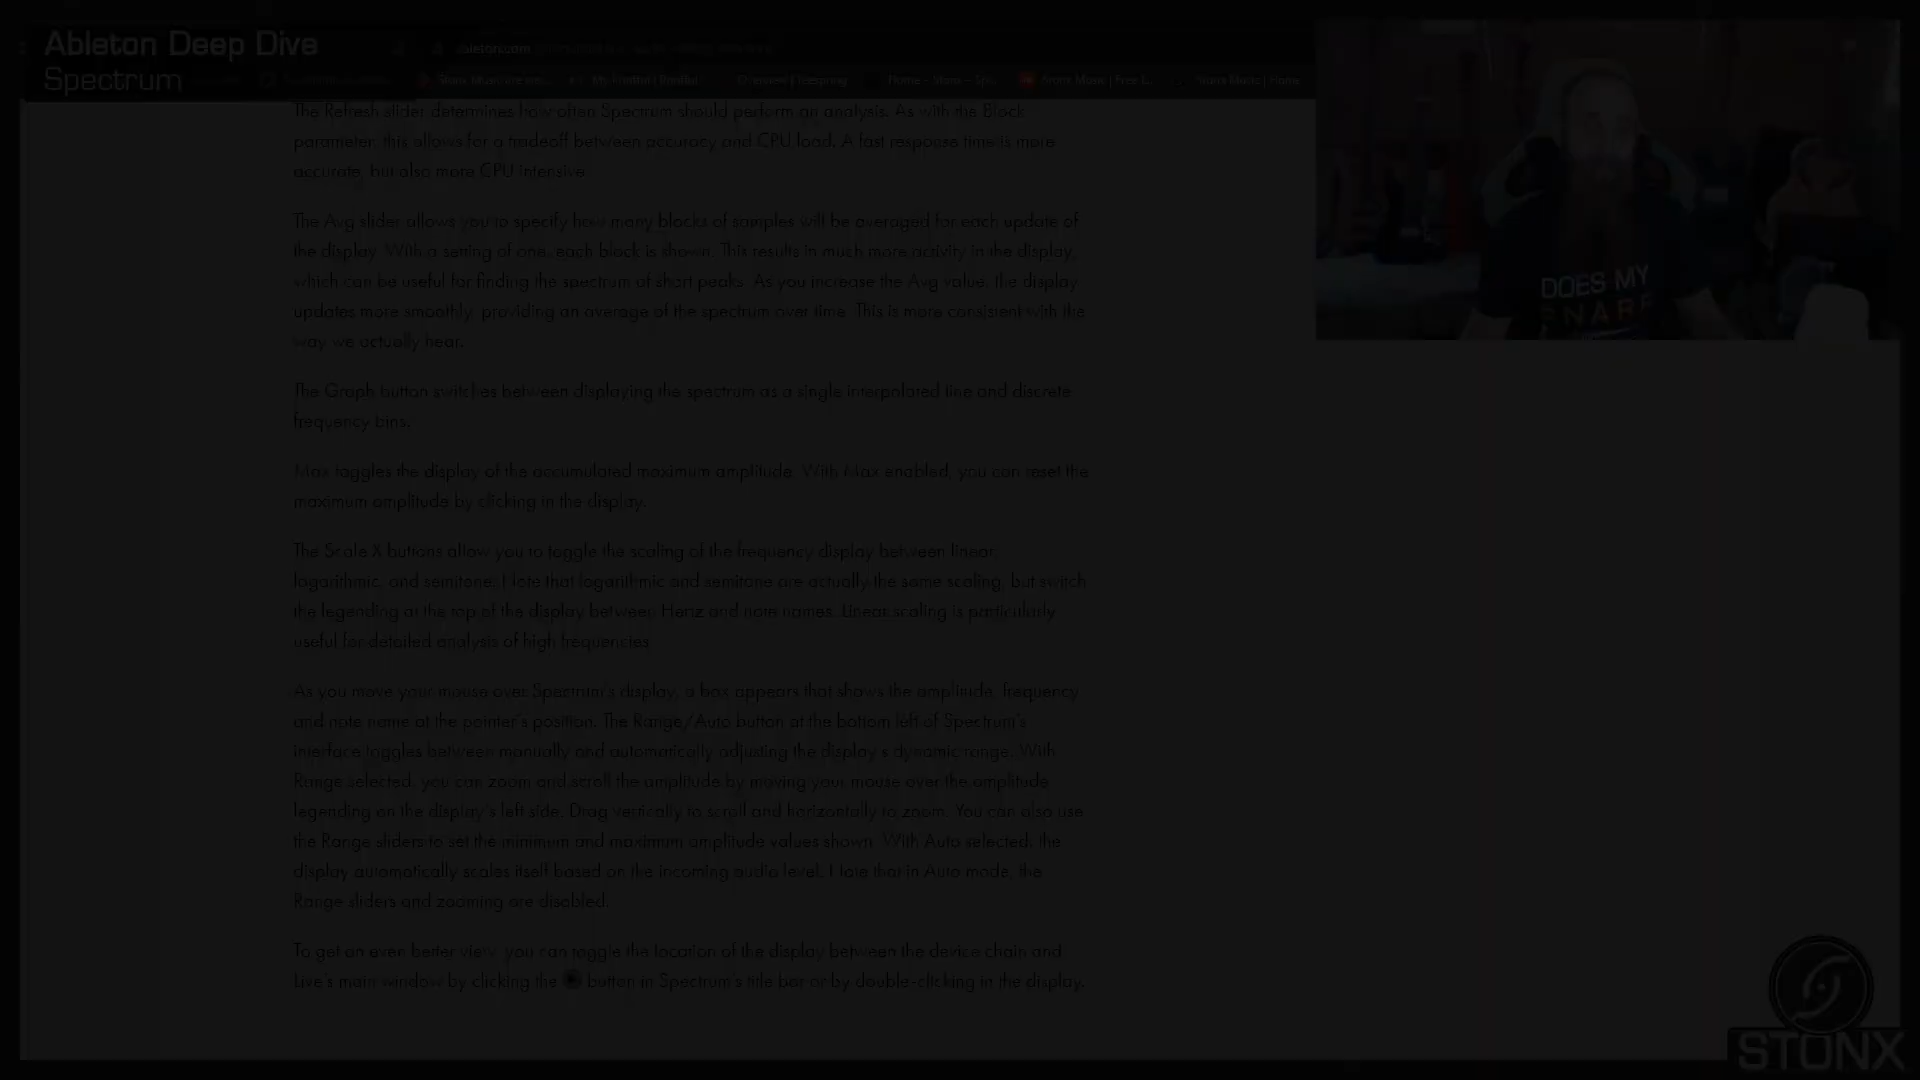 Ableton Deep Dive
Spectrum
ableton.com
Home - Stonx - Spl...
Stonx Music | Free L...
Stonx Music | Home
The Refresh slider determines how often Spectrum should perform an analysis. As with the Block
parameter, this allows for a tradeoff between accuracy and CPU load. A fast response time is more
accurate, but also more CPU intensive.
The Avg slider allows you to specify how many blocks of samples will be averaged for each update of
the display. With a setting of one, each block is shown. This results in much more activity in the display,
which can be useful for finding the spectrum of short peaks. As you increase the Avg value, the display
updates more smoothly, providing an average of the spectrum over time. This is more consistent with the
way we actually hear.
The Graph button switches between displaying the spectrum as a single interpolated line and discrete
frequency bins.
Max toggles the display of the accumulated maximum amplitude. With Max enabled, you can reset the
maximum amplitude by clicking in the display.
The Scale X buttons allow you to toggle the scaling of the frequency display between linear,
logarithmic, and semitone. Note that logarithmic and semitone are actually the same scaling, but switch
the legending at the top of the display between Hertz and note names. Linear scaling is particularly
useful for detailed analysis of high frequencies.
As you move your mouse over Spectrum's display, a box appears that shows the amplitude, frequency
and note name at the pointer's position. The Range/Auto button at the bottom left of Spectrum's
interface toggles between manually and automatically adjusting the display's dynamic range. With
Range selected, you can zoom and scroll the amplitude by moving your mouse over the amplitude
legending on the display's left side. Drag vertically to scroll and horizontally to zoom. You can also use
the Range sliders to set the minimum and maximum amplitude values shown. With Auto selected, the
display automatically scales itself based on the incoming audio level. Note that in Auto mode, the
Range sliders and zooming are disabled.
To get an even better view, you can toggle the location of the display between the device chain and
Live's main window by clicking the button in Spectrum's title bar or by double-clicking in the display.
DOES MY
SNARE
STONX